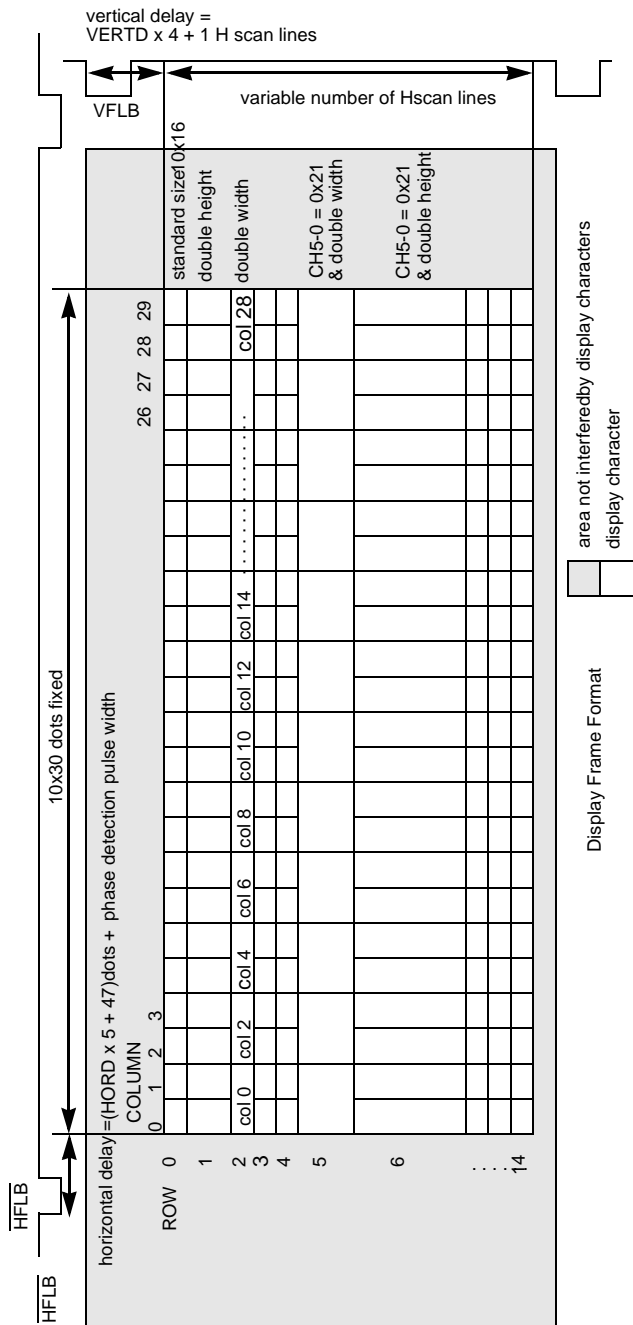 vertical delay =
VERTD x 4 + 1 H scan lines
VFLB
variable number of Hscan lines
HFLB
HFLB
10x30 dots fixed
horizontal delay =(HORD x 5 + 47)dots + phase detection pulse width
COLUMN
0 1 2 3 26 27 28 29
ROW
0 standard size10x16
1 double height
2 col 0 col 2 col 4 col 6 col 8 col 10 col 12 col 14 . . . . . . . . . . . . . . col 28 double width
3
4
5 CH5-0 = 0x21
& double width
6 CH5-0 = 0x21
& double height
. . . .
14
area not interferedby display characters
display character
Display Frame Format